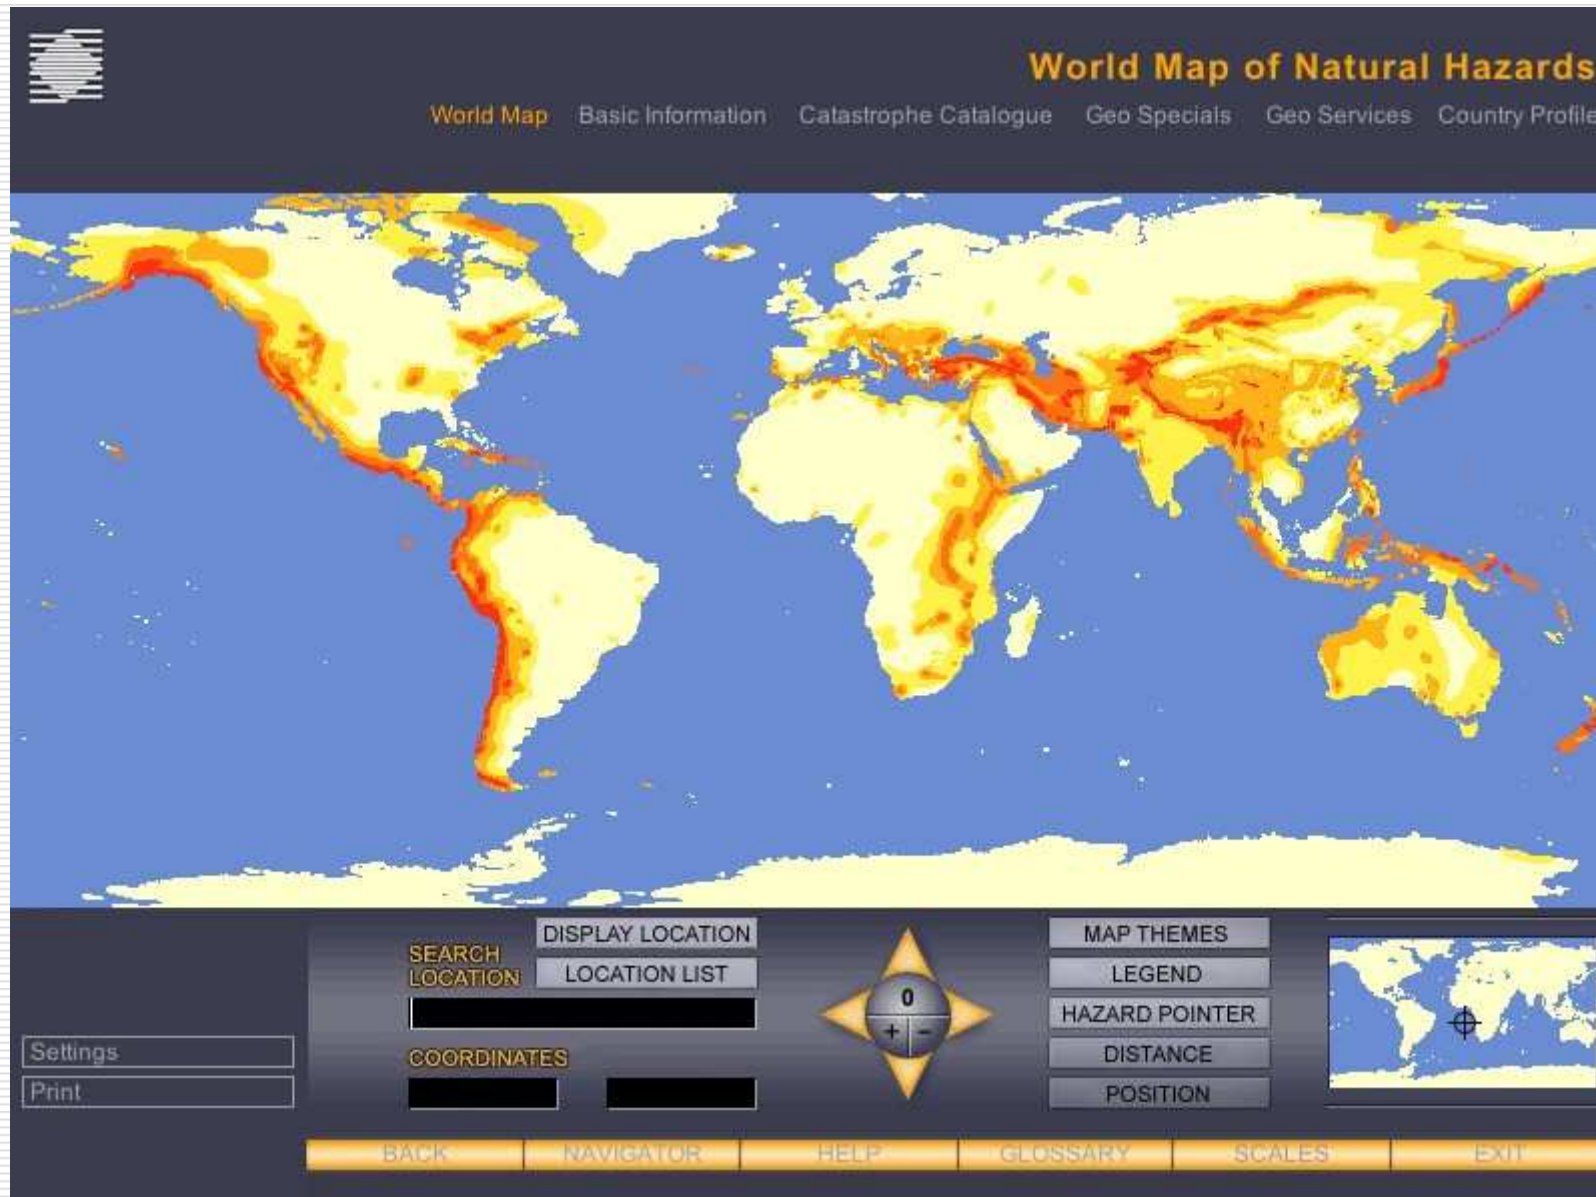 World Map of Natural Hazards
World Map Basic Information Catastrophe Catalogue Geo Specials Geo Services Country Profile
SEARCH
LOCATION
DISPLAY LOCATION
LOCATION LIST
COORDINATES
0
+ −
MAP THEMES
LEGEND
HAZARD POINTER
DISTANCE
POSITION
Settings
Print
BACK NAVIGATOR HELP GLOSSARY SCALES EXIT